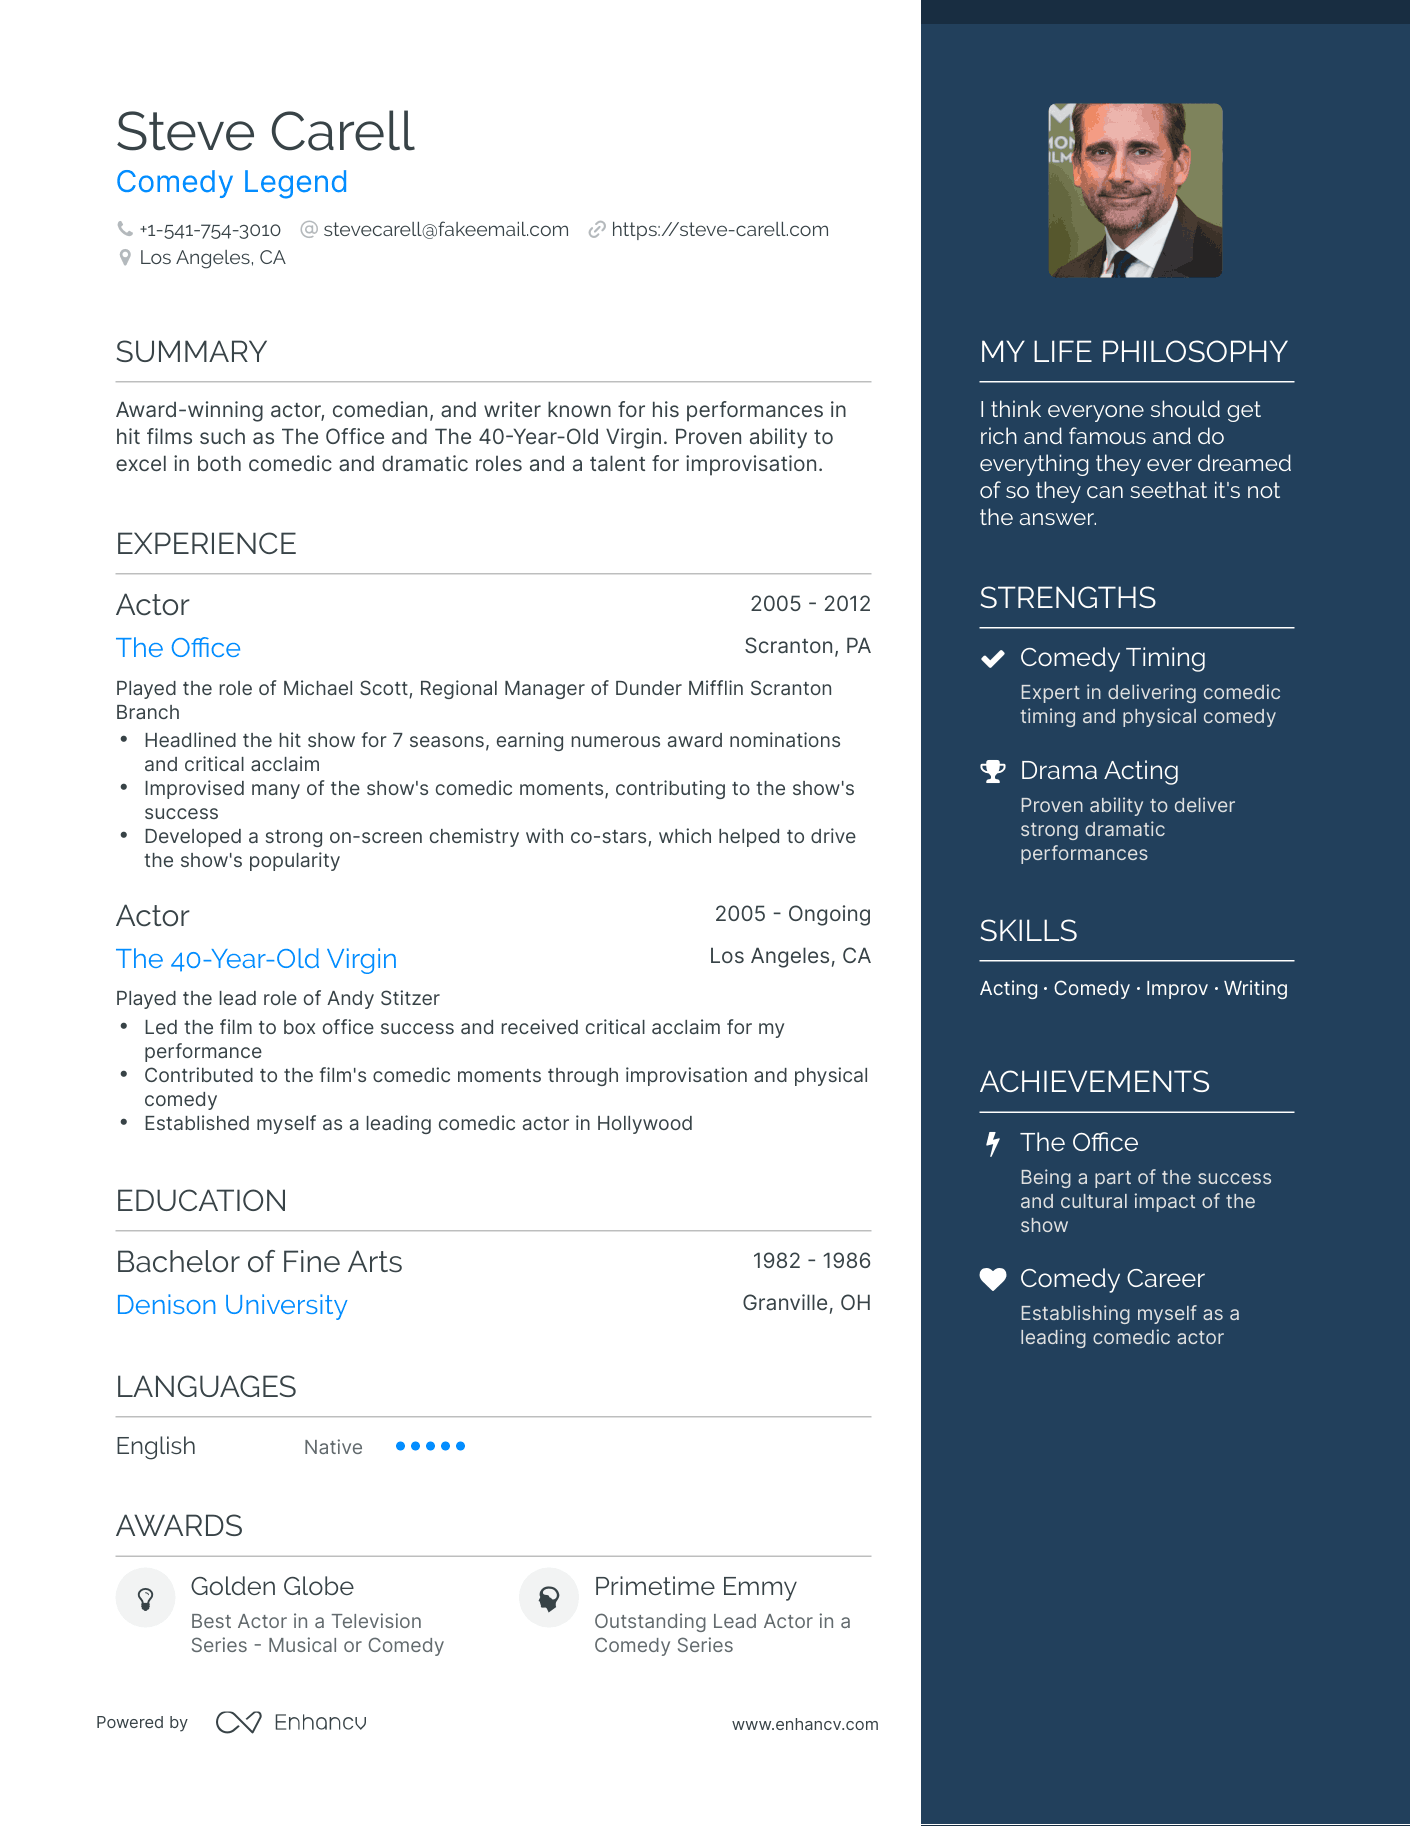 Steve Carell
Comedy Legend
+1-541-754-3010 stevecarell@fakeemail.com https://steve-carell.com
Los Angeles, CA
SUMMARY
Award-winning actor, comedian, and writer known for his performances in
hit films such as The Office and The 40-Year-Old Virgin. Proven ability to
excel in both comedic and dramatic roles and a talent for improvisation.
EXPERIENCE
Actor 2005 - 2012
The Office Scranton, PA
Played the role of Michael Scott, Regional Manager of Dunder Mifflin Scranton
Branch
• Headlined the hit show for 7 seasons, earning numerous award nominations
and critical acclaim
• Improvised many of the show's comedic moments, contributing to the show's
success
• Developed a strong on-screen chemistry with co-stars, which helped to drive
the show's popularity
Actor 2005 - Ongoing
The 40-Year-Old Virgin Los Angeles, CA
Played the lead role of Andy Stitzer
• Led the film to box office success and received critical acclaim for my
performance
• Contributed to the film's comedic moments through improvisation and physical
comedy
• Established myself as a leading comedic actor in Hollywood
EDUCATION
Bachelor of Fine Arts 1982 - 1986
Denison University Granville, OH
LANGUAGES
English Native
AWARDS
Golden Globe
Best Actor in a Television
Series - Musical or Comedy
Primetime Emmy
Outstanding Lead Actor in a
Comedy Series
Powered by Enhancv www.enhancv.com
MY LIFE PHILOSOPHY
I think everyone should get
rich and famous and do
everything they ever dreamed
of so they can seethat it's not
the answer.
STRENGTHS
Comedy Timing
Expert in delivering comedic
timing and physical comedy
Drama Acting
Proven ability to deliver
strong dramatic
performances
SKILLS
Acting · Comedy · Improv · Writing
ACHIEVEMENTS
The Office
Being a part of the success
and cultural impact of the
show
Comedy Career
Establishing myself as a
leading comedic actor